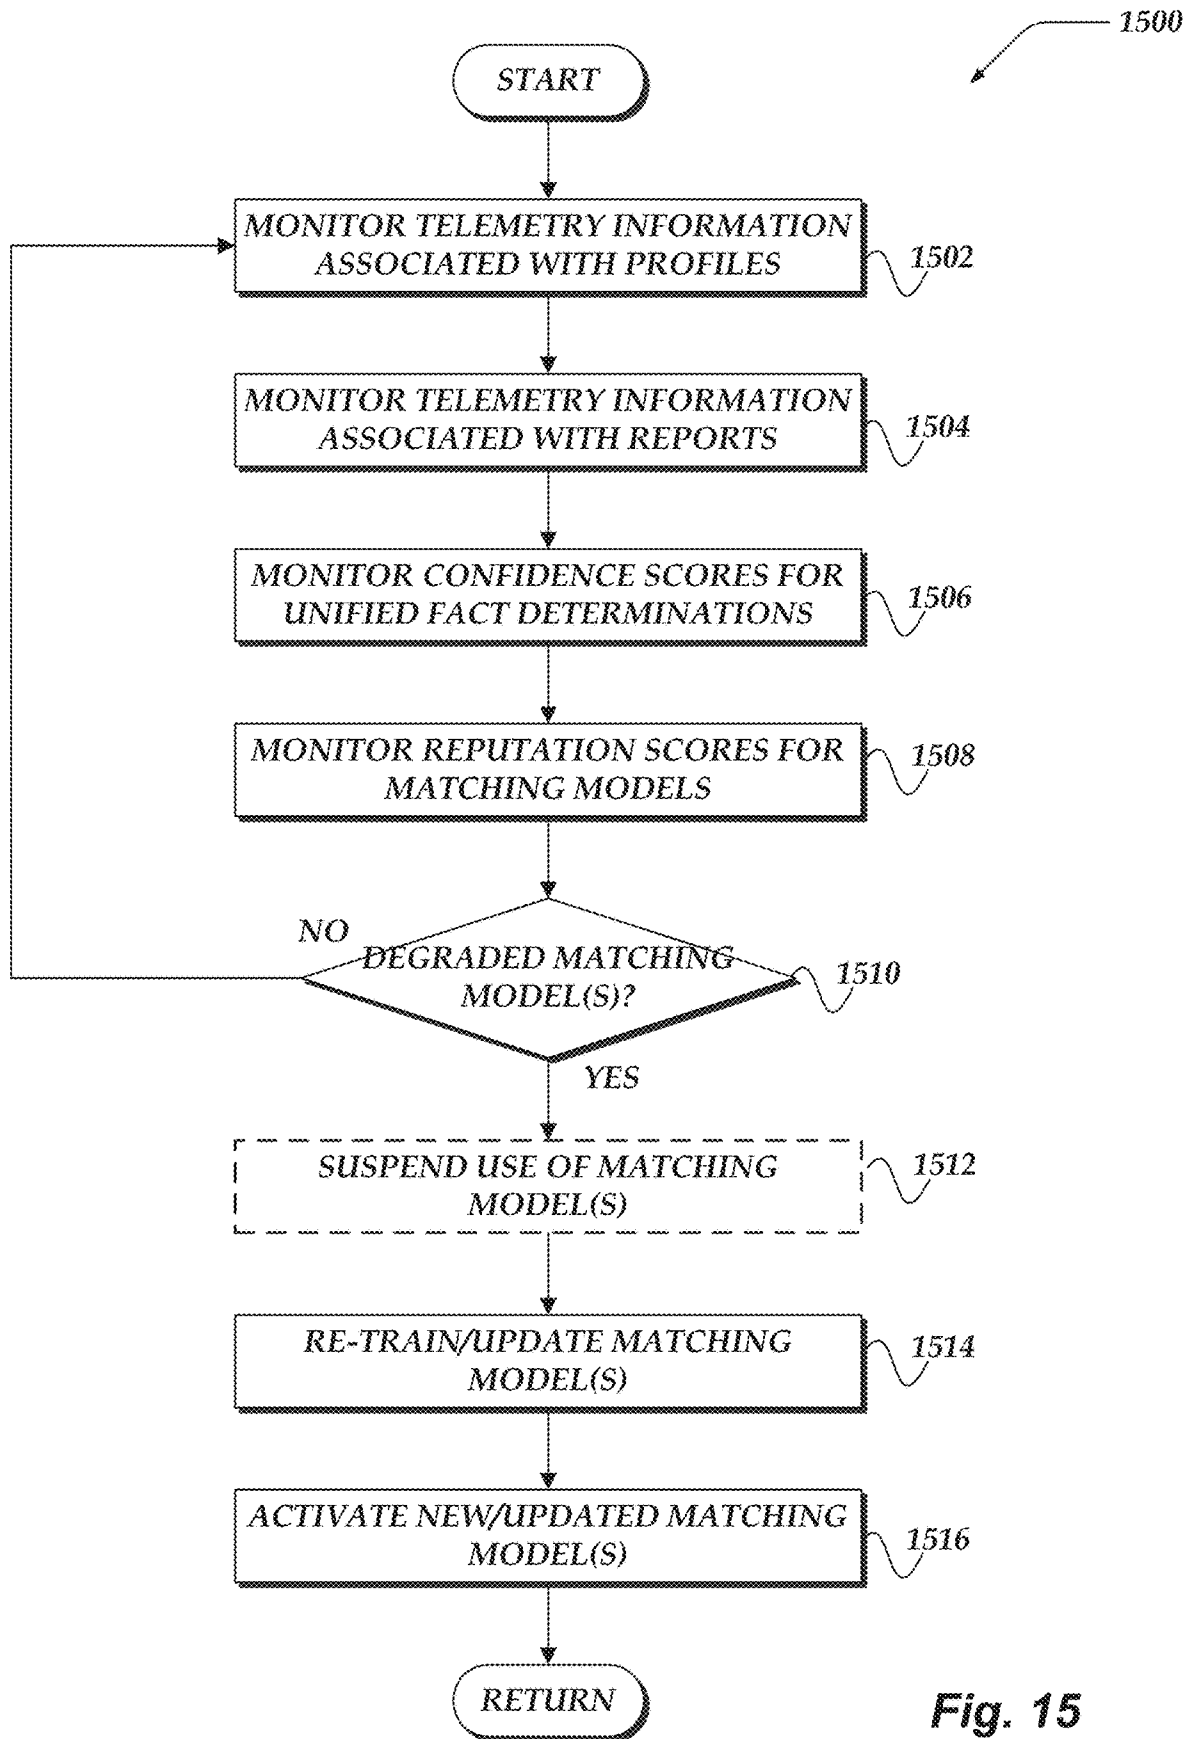 1500
START
MONITOR TELEMETRY INFORMATION
ASSOCIATED WITH PROFILES
1502
MONITOR TELEMETRY INFORMATION
ASSOCIATED WITH REPORTS
1504
MONITOR CONFIDENCE SCORES FOR
UNIFIED FACT DETERMINATIONS
1506
MONITOR REPUTATION SCORES FOR
MATCHING MODELS
1508
NO
DEGRADED MATCHING
MODEL(S)?
1510
YES
SUSPEND USE OF MATCHING
MODEL(S)
1512
RE-TRAIN/UPDATE MATCHING
MODEL(S)
1514
ACTIVATE NEW/UPDATED MATCHING
MODEL(S)
1516
RETURN
Fig. 15